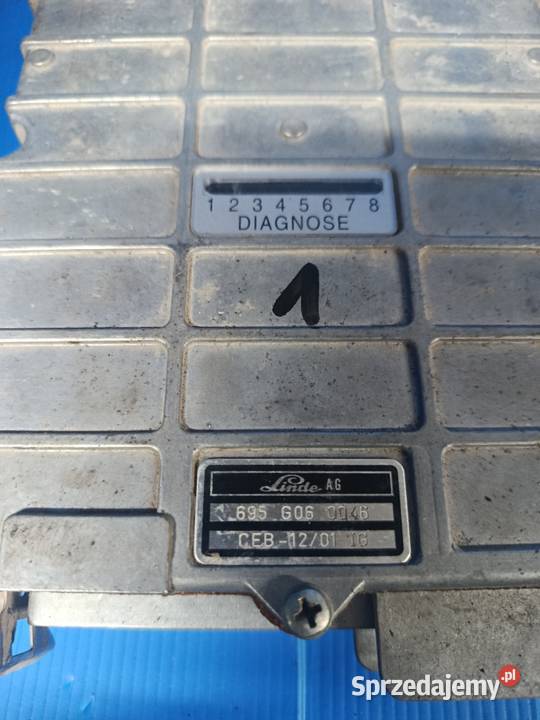 1 2 3 4 5 6 7 8
DIAGNOSE
1
Linde AG
695 G06 0046
CEB-12/01 IG
Sprzedajemy.pl